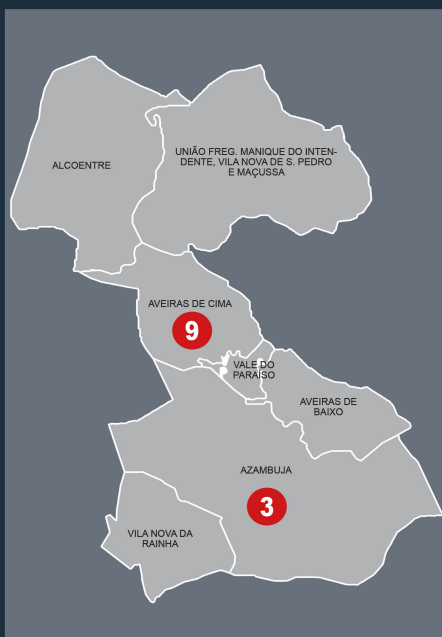 ALCOENTRE
UNIÃO FREG. MANIQUE DO INTEN-
DENTE, VILA NOVA DE S. PEDRO
E MAÇUSSA
AVEIRAS DE CIMA
9
VALE DO
PARAÍSO
AVEIRAS DE
BAIXO
AZAMBUJA
3
VILA NOVA DA
RAINHA